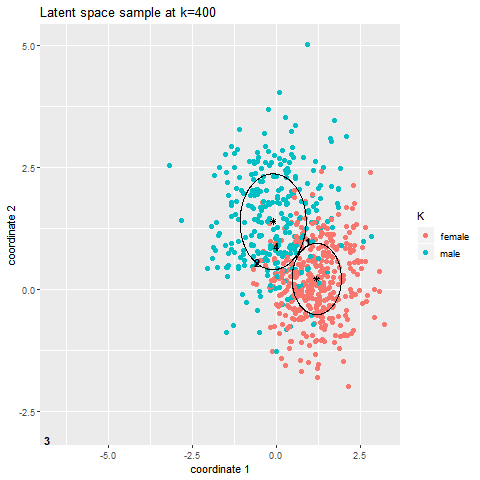 Latent space sample at k=400
5.0
2.5
0.0
-2.5
coordinate 2
-5.0
-2.5
0.0
2.5
coordinate 1
K
female
male
1
4
2
3